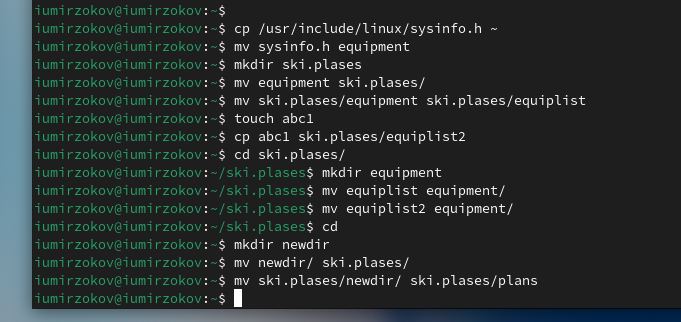 iumirzokov@iumirzokov:~$
iumirzokov@iumirzokov:~$ cp /usr/include/linux/sysinfo.h ~
iumirzokov@iumirzokov:~$ mv sysinfo.h equipment
iumirzokov@iumirzokov:~$ mkdir ski.plases
iumirzokov@iumirzokov:~$ mv equipment ski.plases/
iumirzokov@iumirzokov:~$ mv ski.plases/equipment ski.plases/equiplist
iumirzokov@iumirzokov:~$ touch abc1
iumirzokov@iumirzokov:~$ cp abc1 ski.plases/equiplist2
iumirzokov@iumirzokov:~$ cd ski.plases/
iumirzokov@iumirzokov:~/ski.plases$ mkdir equipment
iumirzokov@iumirzokov:~/ski.plases$ mv equiplist equipment/
iumirzokov@iumirzokov:~/ski.plases$ mv equiplist2 equipment/
iumirzokov@iumirzokov:~/ski.plases$ cd
iumirzokov@iumirzokov:~$ mkdir newdir
iumirzokov@iumirzokov:~$ mv newdir/ ski.plases/
iumirzokov@iumirzokov:~$ mv ski.plases/newdir/ ski.plases/plans
iumirzokov@iumirzokov:~$